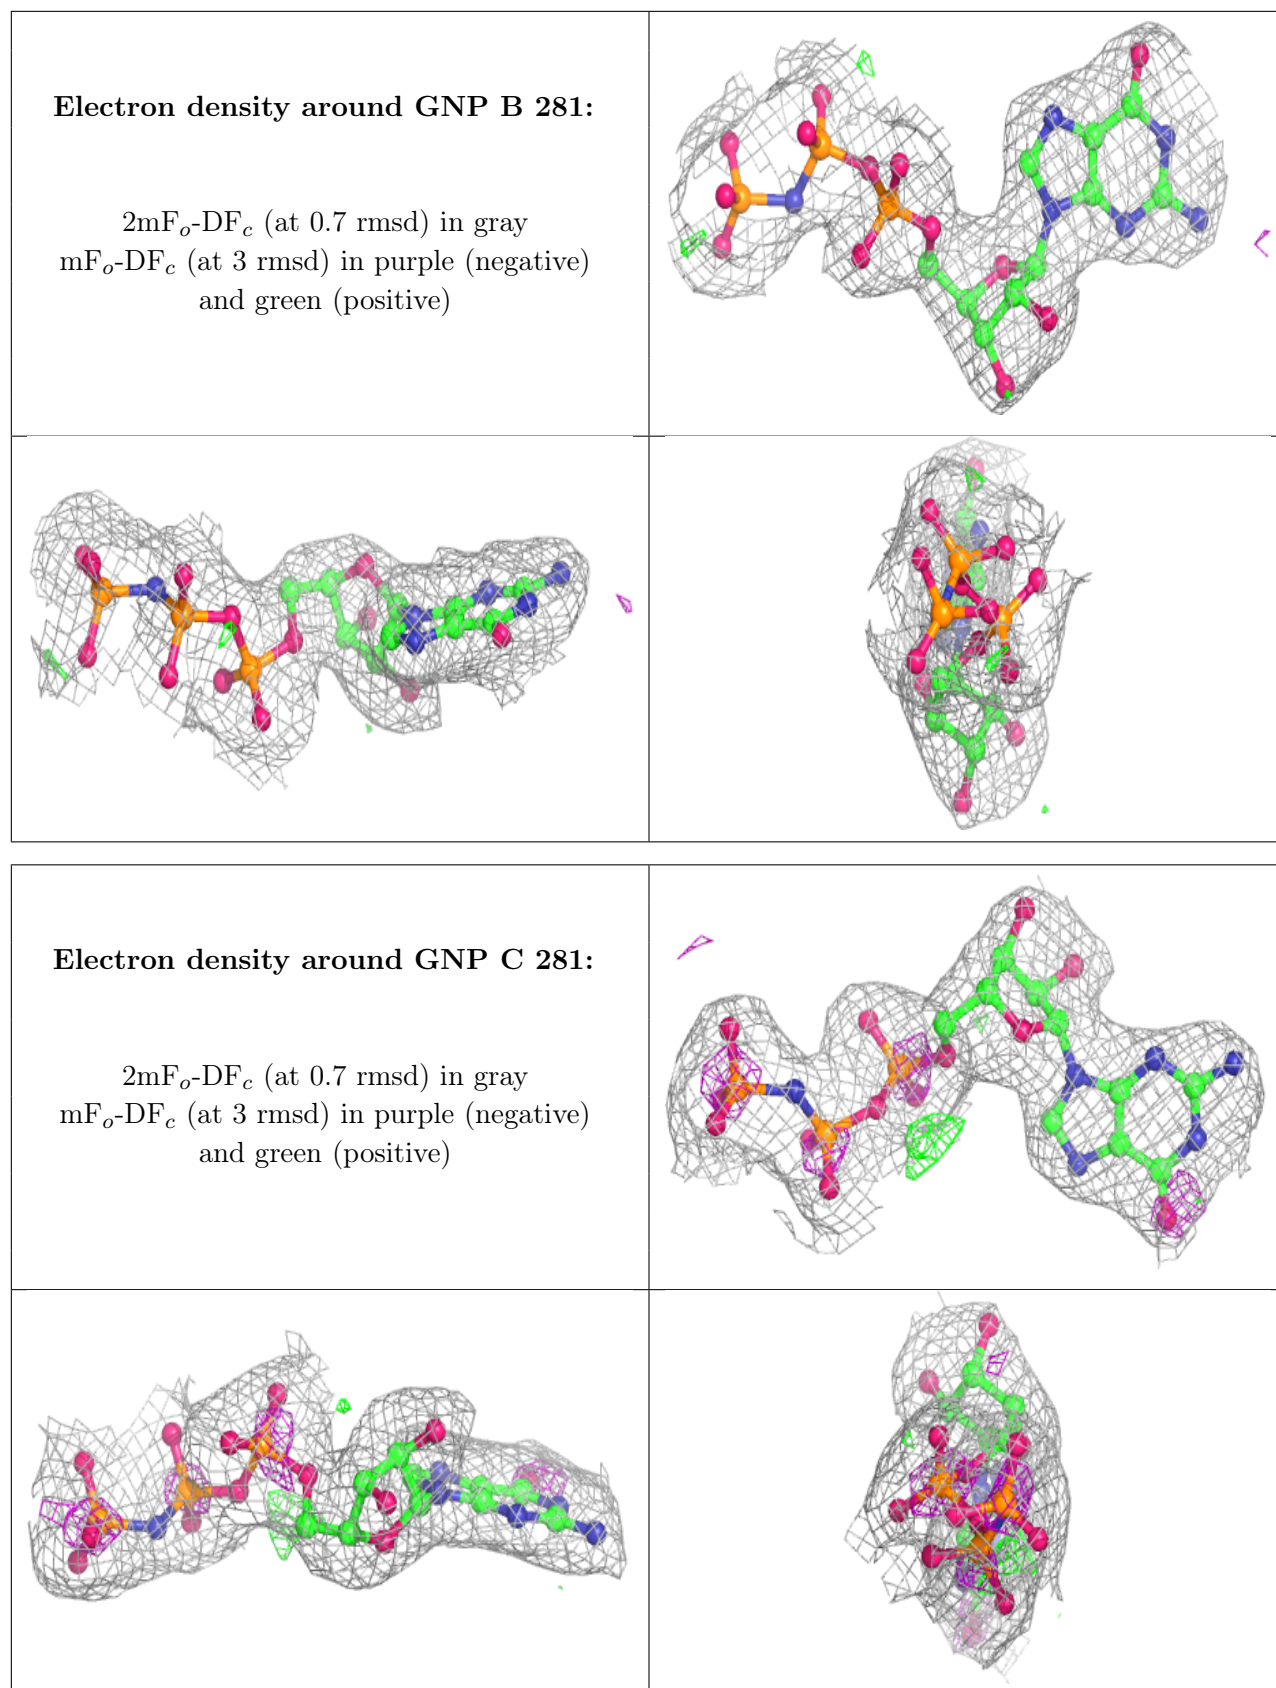 Electron density around GNP B 281:
2mFo-DFc (at 0.7 rmsd) in gray
mFo-DFc (at 3 rmsd) in purple (negative)
and green (positive)
Electron density around GNP C 281:
2mFo-DFc (at 0.7 rmsd) in gray
mFo-DFc (at 3 rmsd) in purple (negative)
and green (positive)